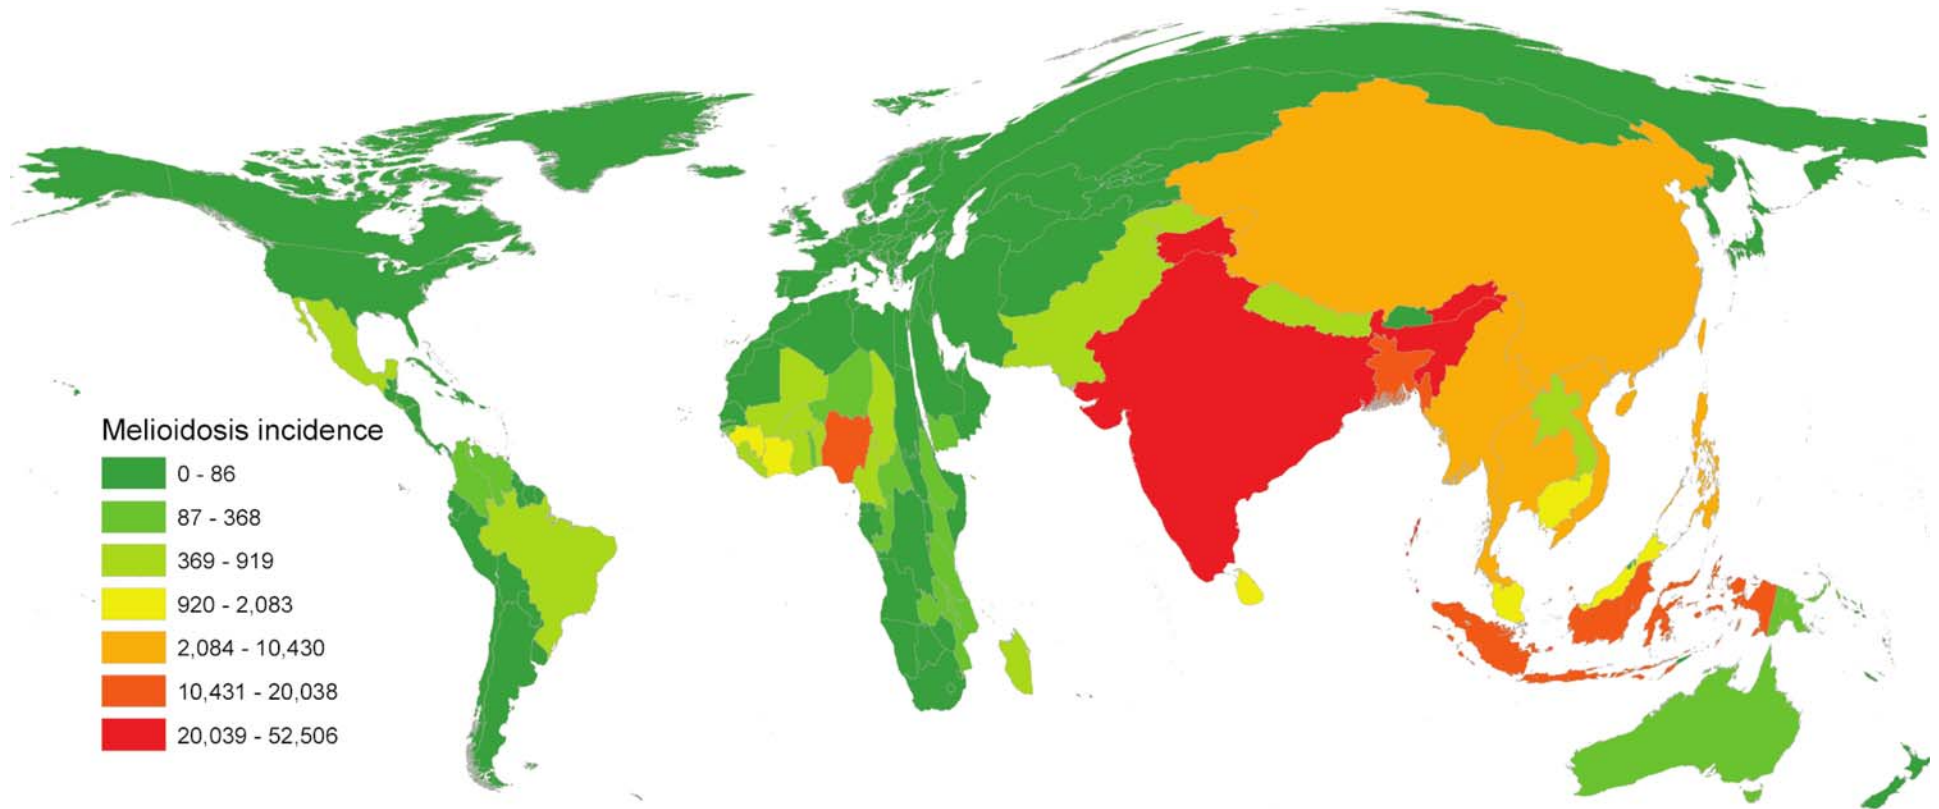 Melioidosis incidence
0 - 86
87 - 368
369 - 919
920 - 2,083
2,084 - 10,430
10,431 - 20,038
20,039 - 52,506